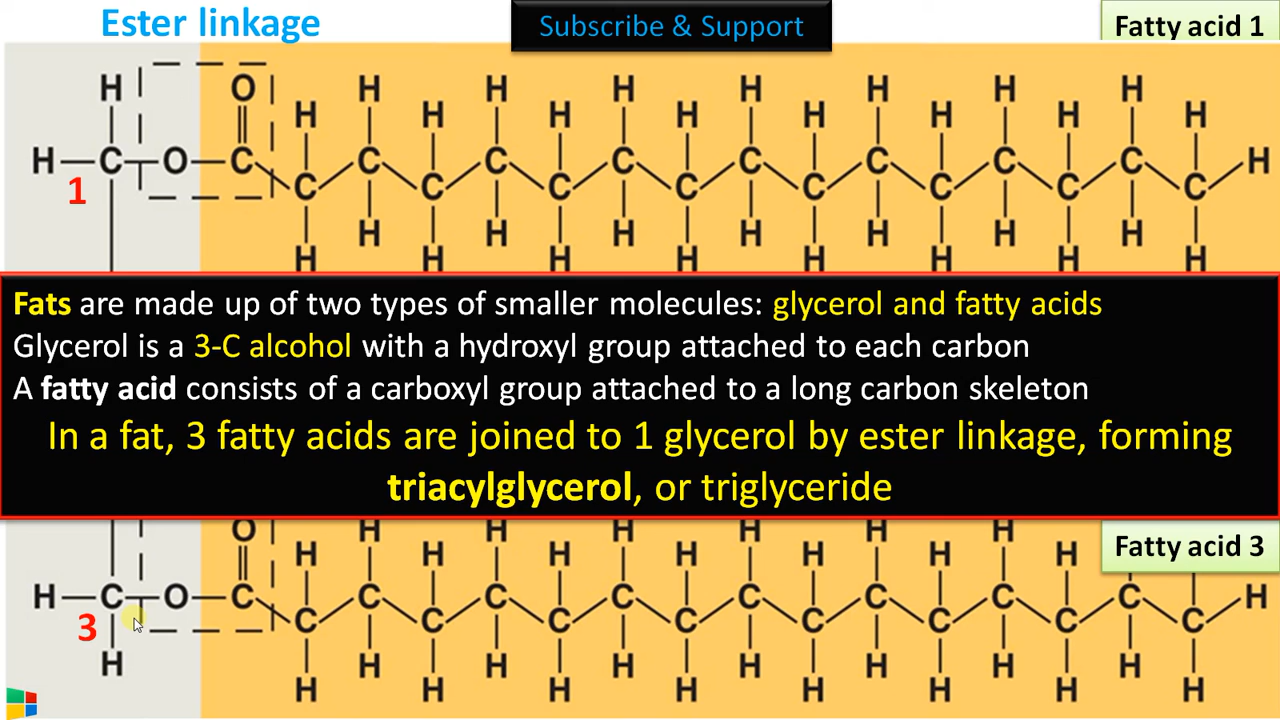 Ester linkage
Subscribe & Support
Fatty acid 1
H H H H H H H H H
O H H H H H H H H
H C O C C C C C C C C H
1 C C C C C C C C
H H H H H H H
H H H H H H H H
Fats are made up of two types of smaller molecules: glycerol and fatty acids
Glycerol is a 3-C alcohol with a hydroxyl group attached to each carbon
A fatty acid consists of a carboxyl group attached to a long carbon skeleton
In a fat, 3 fatty acids are joined to 1 glycerol by ester linkage, forming
triacylglycerol, or triglyceride
O H H H H H H
Fatty acid 3
H H H H H H H
H C O C C C C C C C C H
3 C C C C C C C C
H H H H H H H H
H H H H H H H H